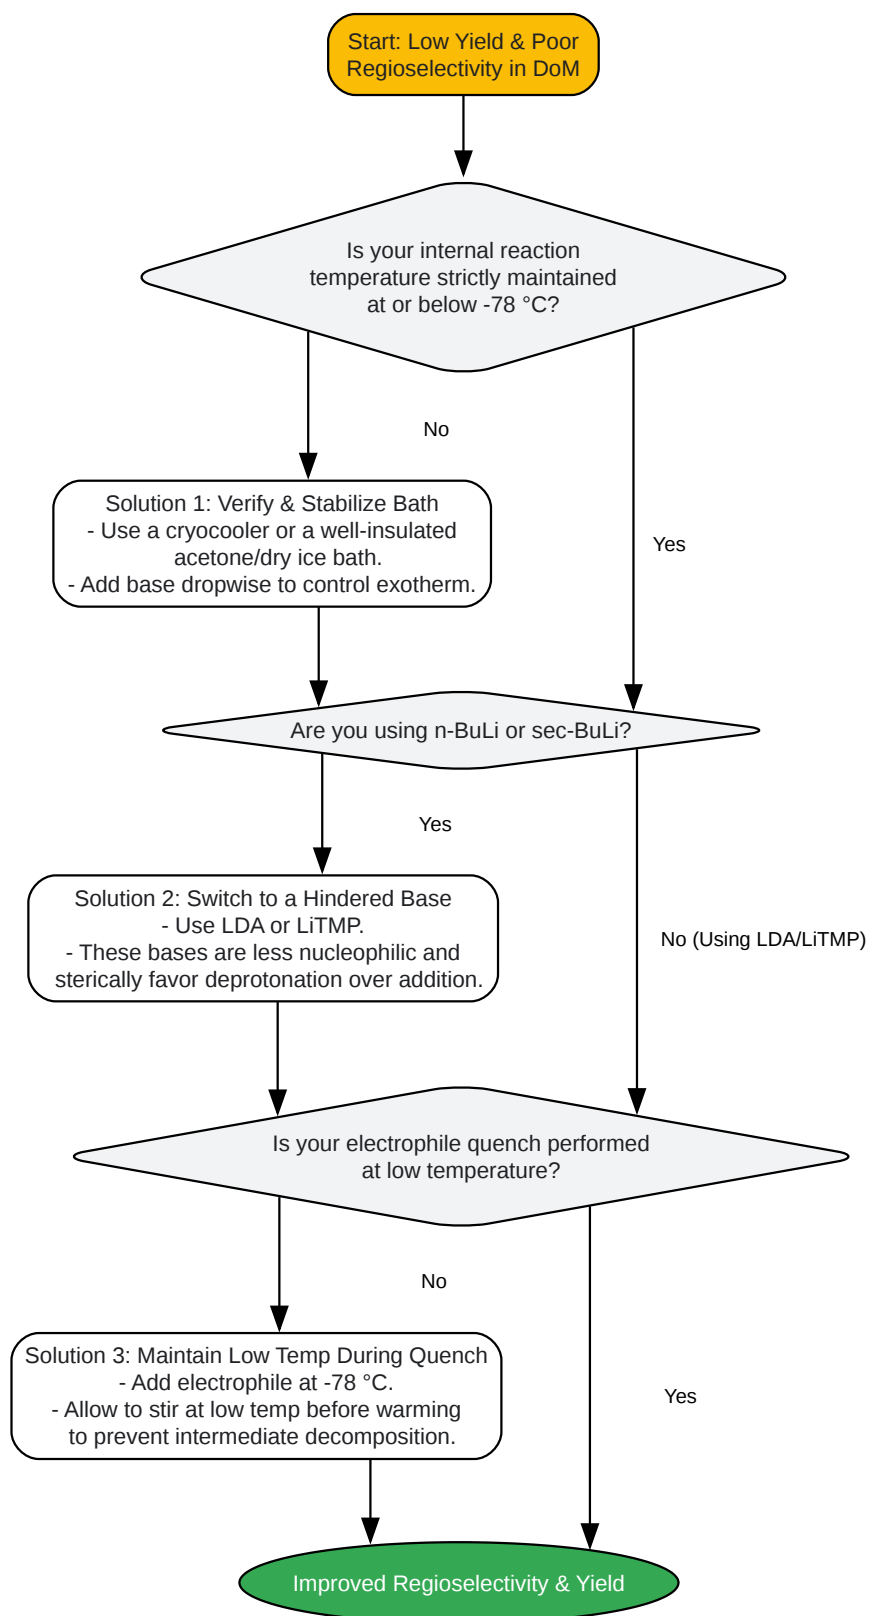 Start: Low Yield & Poor
Regioselectivity in DoM
Is your internal reaction
temperature strictly maintained
at or below -78 °C?
No
Solution 1: Verify & Stabilize Bath
- Use a cryocooler or a well-insulated
acetone/dry ice bath.
- Add base dropwise to control exotherm.
Yes
Are you using n-BuLi or sec-BuLi?
Yes
Solution 2: Switch to a Hindered Base
- Use LDA or LiTMP.
- These bases are less nucleophilic and
sterically favor deprotonation over addition.
No (Using LDA/LiTMP)
Is your electrophile quench performed
at low temperature?
No
Solution 3: Maintain Low Temp During Quench
- Add electrophile at -78 °C.
- Allow to stir at low temp before warming
to prevent intermediate decomposition.
Yes
Improved Regioselectivity & Yield